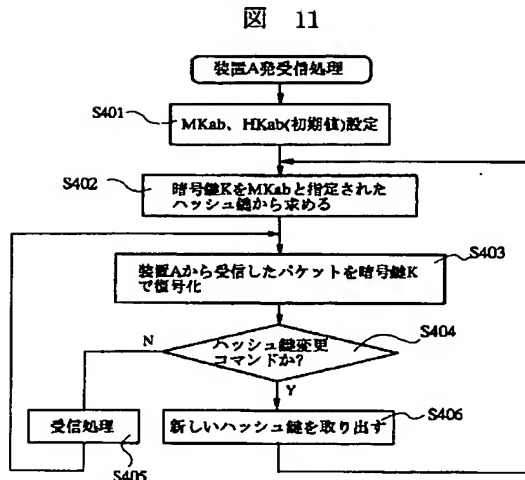 図 11
装置A発受信処理
S401
MKab、HKab(初期値)設定
S402
暗号鍵KをMKabと指定された
ハッシュ鍵から求める
S403
装置Aから受信したパケットを暗号鍵K
で復号化
S404
ハッシュ鍵変更
コマンドか?
N
Y
S406
受信処理
新しいハッシュ鍵を取り出す
S405